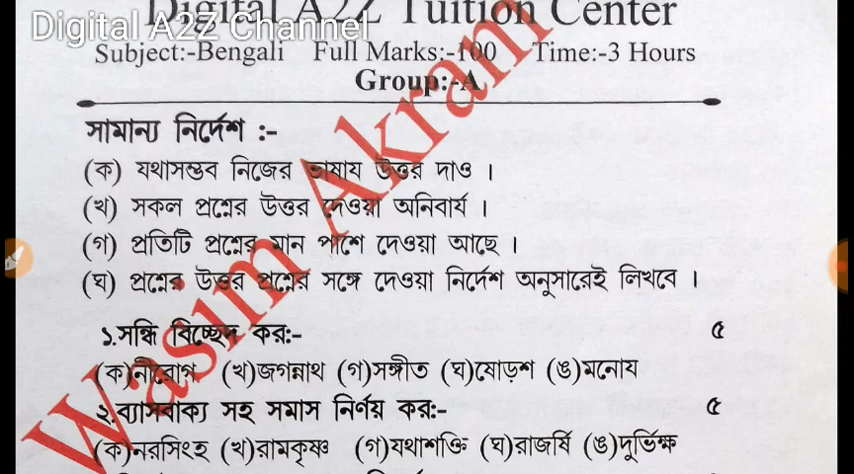 Digital A2Z Tuition Center
Digital A2Z Channel
Subject:-Bengali Full Marks:-100 Time:-3 Hours
Group:-A
সামান্য নির্দেশ :-
(ক) যথাসম্ভব নিজের ভাষায উত্তর দাও ।
(খ) সকল প্রশ্নের উত্তর দেওয়া অনিবার্য ।
(গ) প্রতিটি প্রশ্নের মান পাশে দেওয়া আছে ।
(ঘ) প্রশ্নের উত্তর প্রশ্নের সঙ্গে দেওয়া নির্দেশ অনুসারেই লিখবে ।
১.সন্ধি বিচ্ছেদ কর:- ৫
(ক)নীরোগ (খ)জগন্নাথ (গ)সঙ্গীত (ঘ)ষোড়শ (ঙ)মনোয
২.ব্যাসবাক্য সহ সমাস নির্ণয় কর:- ৫
(ক)নরসিংহ (খ)রামকৃষ্ণ (গ)যথাশক্তি (ঘ)রাজর্ষি (ঙ)দুর্ভিক্ষ
Wasim Akram